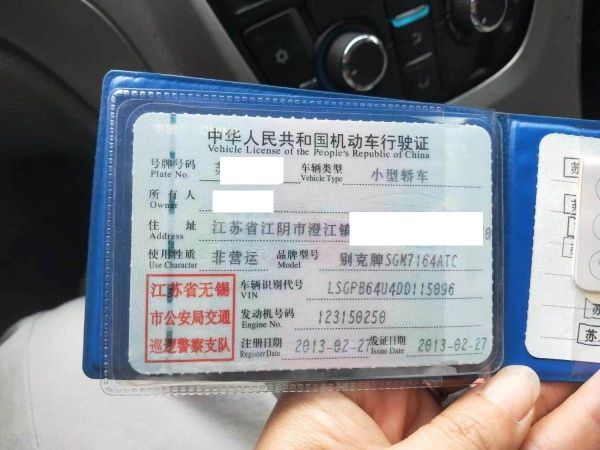 中华人民共和国机动车行驶证
Vehicle License of the People's Republic of China
号牌号码 苏 车辆类型 小型轿车
Plate No. Vehicle Type
所有人
Owner
住址 江苏省江阴市澄江镇
Address
使用性质 非营运 品牌型号 别克牌SGM7164ATC
Use Character Model
江苏省无锡
市公安局交通
巡逻警察支队
车辆识别代号 LSGPB64U4DD115896
VIN
发动机号码 123150250
Engine No.
注册日期 2013-02-27 发证日期 2013-02-27
Register Date Issue Date
苏
苏
苏
苏